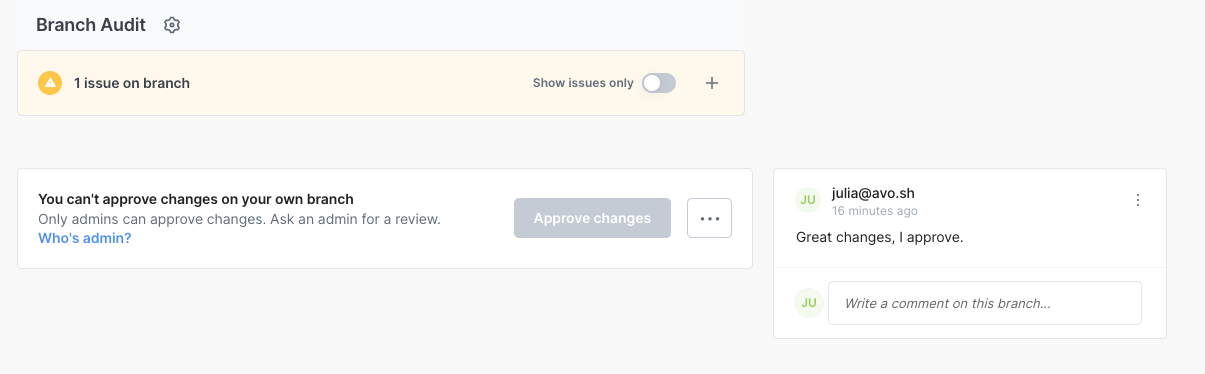 Branch Audit
1 issue on branch
Show issues only
You can't approve changes on your own branch
Only admins can approve changes. Ask an admin for a review.
Who's admin?
Approve changes
JU
julia@avo.sh
16 minutes ago
Great changes, I approve.
JU
Write a comment on this branch...